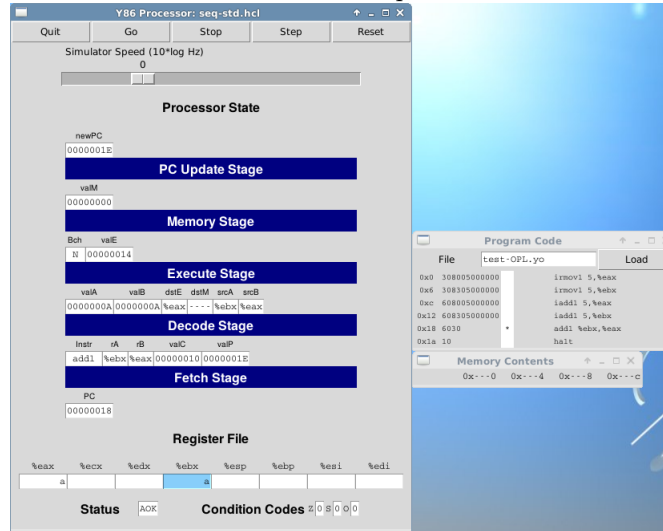 Y86 Processor: seq-std.hcl
Quit Go Stop Step Reset
Simulator Speed (10*log Hz)
0
Processor State
newPC
0000001E
PC Update Stage
valM
00000000
Memory Stage
Bch valE
N 00000014
Execute Stage
valA valB dstE dstM srcA srcB
0000000A 0000000A %eax ---- %ebx %eax
Decode Stage
Instr rA rB valC valP
addl %ebx %eax 00000010 0000001E
Fetch Stage
PC
00000018
Register File
%eax %ecx %edx %ebx %esp %ebp %esi %edi
a a
Status AOK Condition Codes Z 0 S 0 O 0
Program Code
File test-OPL.yo Load
0x0 308005000000 irmovl 5,%eax
0x6 308305000000 irmovl 5,%ebx
0xc 608005000000 iaddl 5,%eax
0x12 608305000000 iaddl 5,%ebx
0x18 6030 * addl %ebx,%eax
0x1a 10 halt
Memory Contents
0x---0 0x---4 0x---8 0x---c